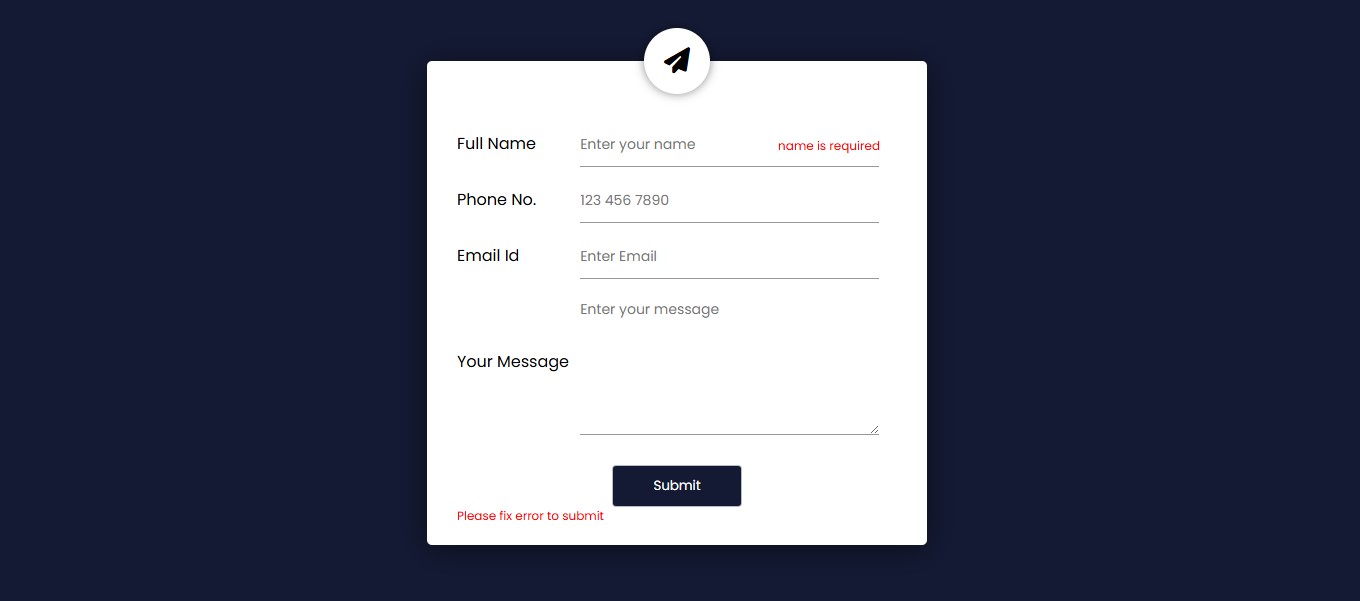 Full Name Enter your name name is required
Phone No. 123 456 7890
Email Id Enter Email
Enter your message
Your Message
Submit
Please fix error to submit